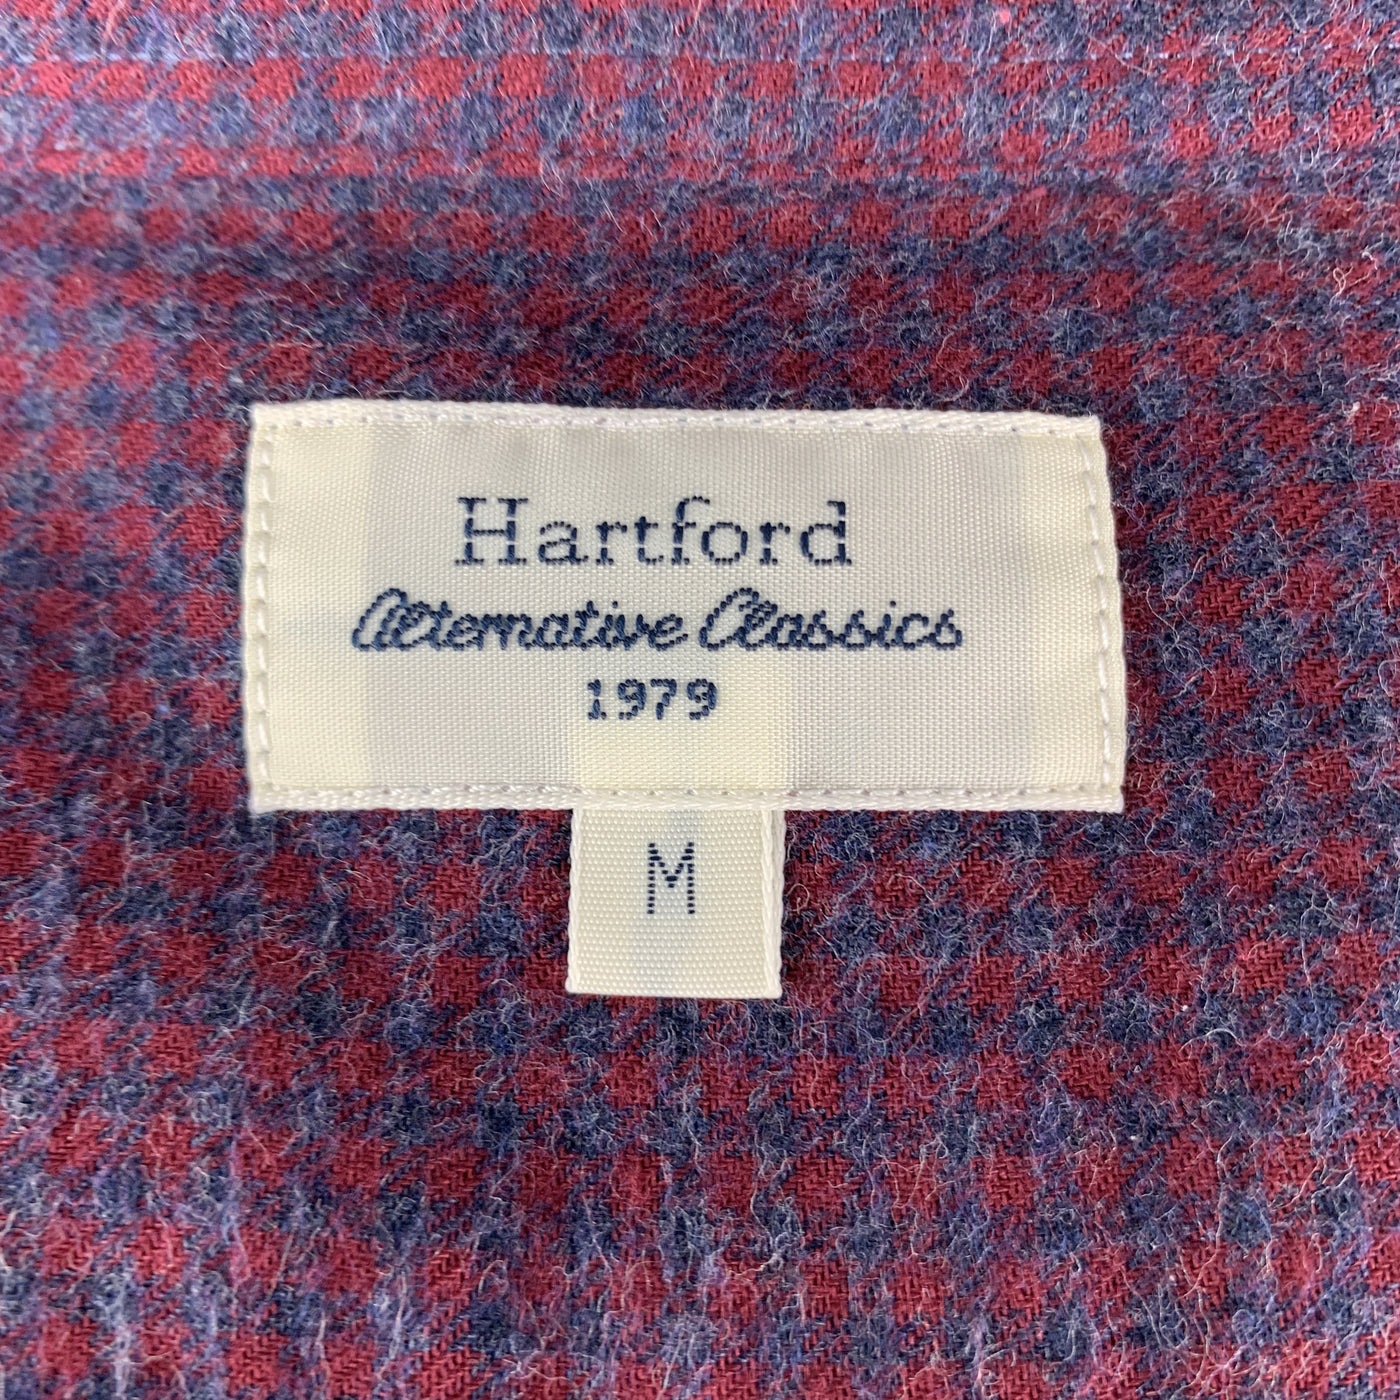 Hartford
Alternative Classics
1979
M